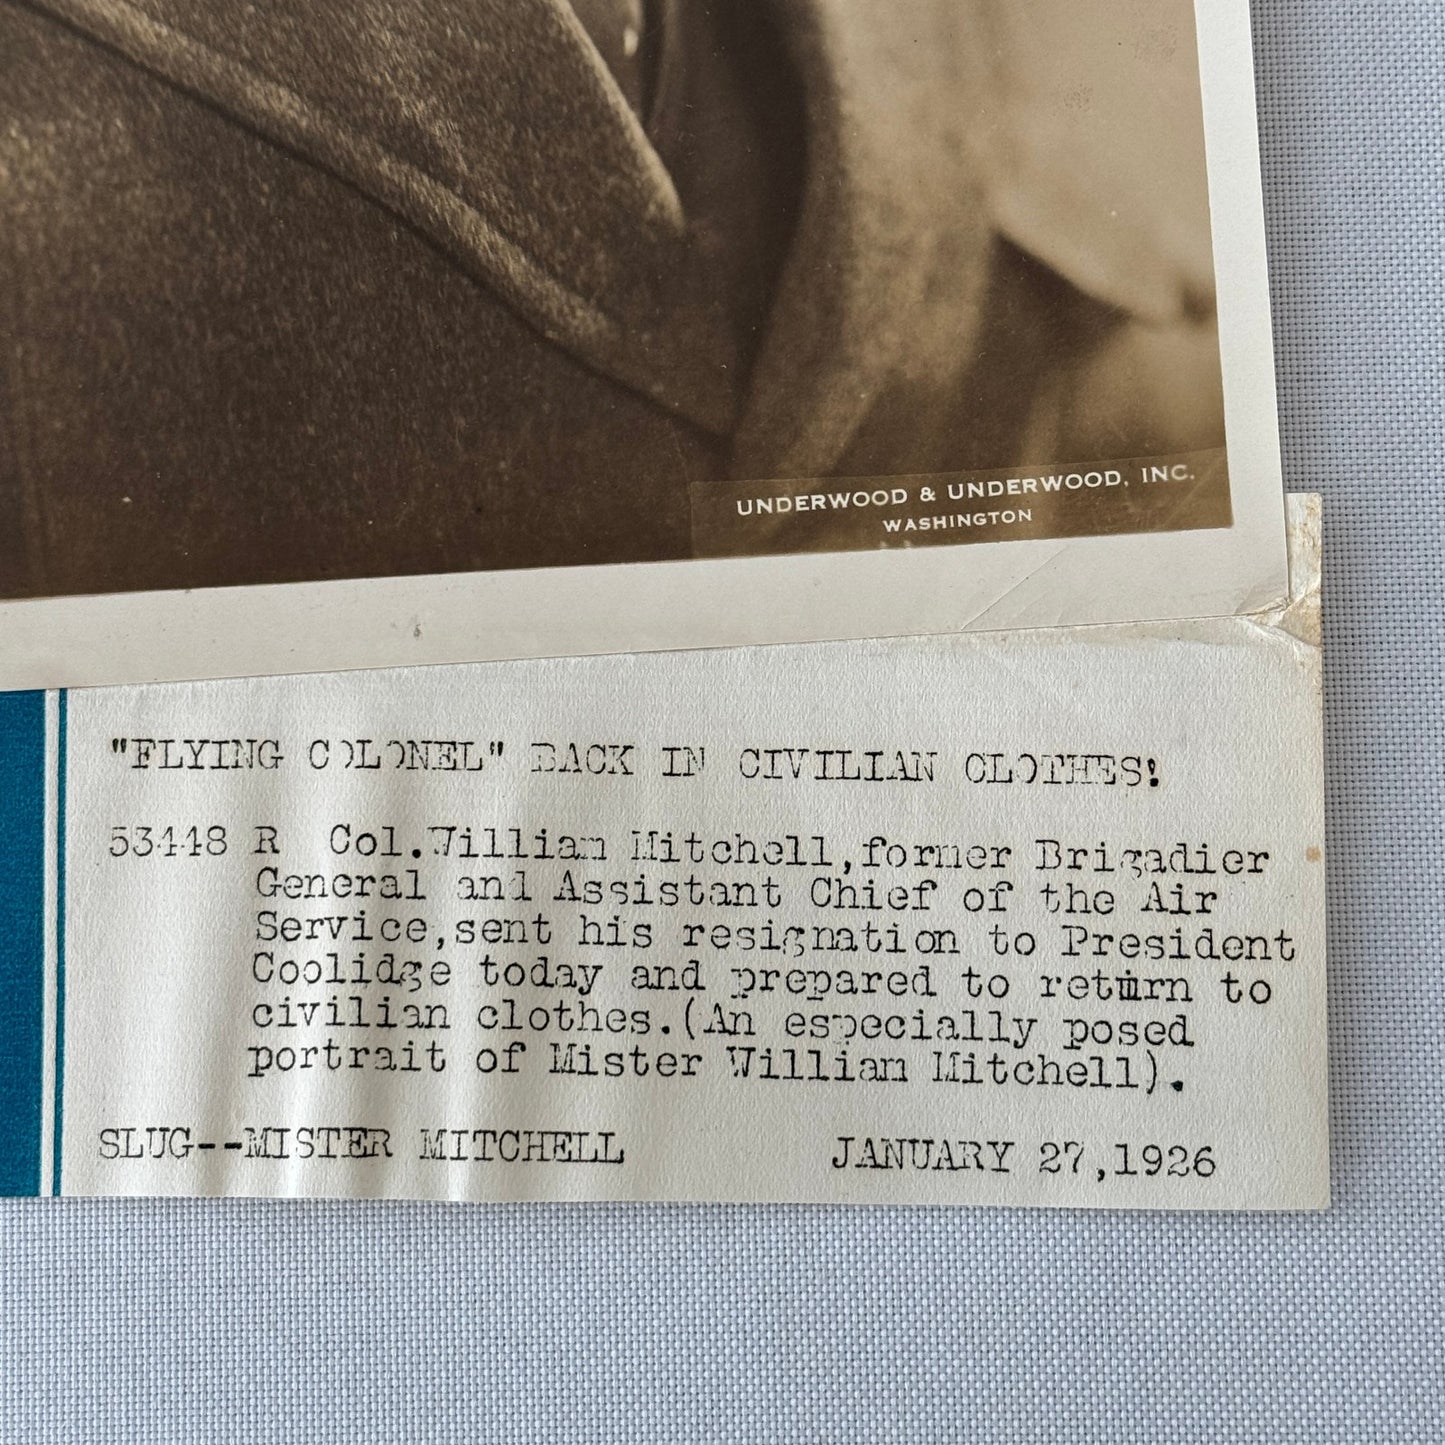 UNDERWOOD & UNDERWOOD, INC.
WASHINGTON
"FLYING COLONEL" BACK IN CIVILIAN CLOTHES!
53448 R Col.William Mitchell,former Brigadier
General and Assistant Chief of the Air
Service,sent his resignation to President
Coolidge today and prepared to return to
civilian clothes.(An especially posed
portrait of Mister William Mitchell).
SLUG--MISTER MITCHELL JANUARY 27,1926